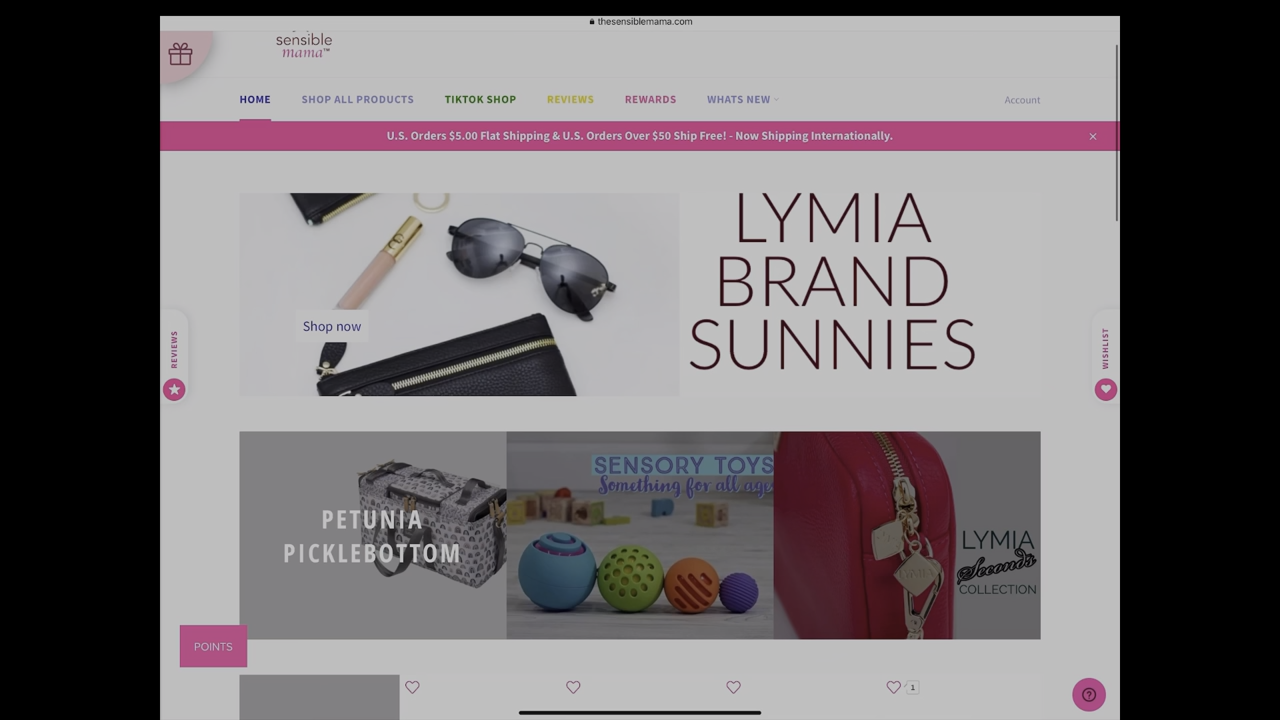 thesensiblemama.com
sensible
mama™
HOME SHOP ALL PRODUCTS TIKTOK SHOP REVIEWS REWARDS WHATS NEW Account
U.S. Orders $5.00 Flat Shipping & U.S. Orders Over $50 Ship Free! - Now Shipping Internationally.
LYMIA
BRAND
SUNNIES
Shop now
REVIEWS
WISHLIST
PETUNIA
PICKLEBOTTOM
SENSORY TOYS
Something for all ages
LYMIA
Seconds
COLLECTION
POINTS
1